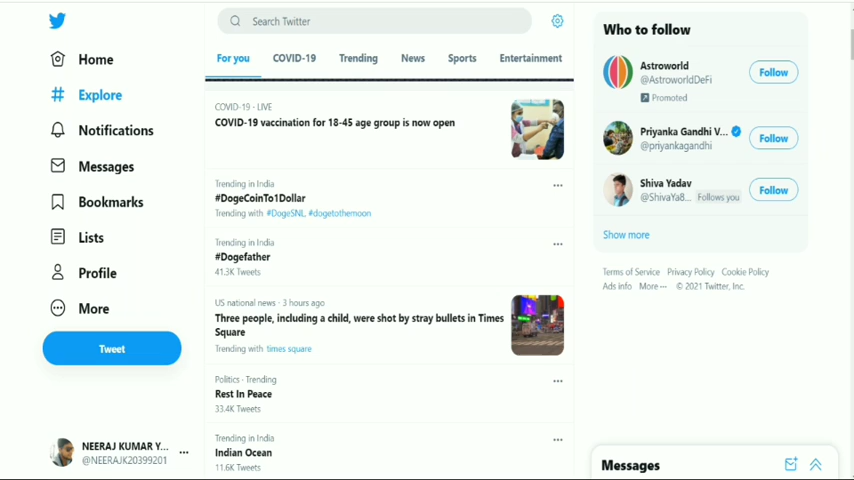 Search Twitter
Home
Explore
Notifications
Messages
Bookmarks
Lists
Profile
More
Tweet
NEERAJ KUMAR Y...
@NEERAJK20399201
For you COVID-19 Trending News Sports Entertainment
COVID-19 · LIVE
COVID-19 vaccination for 18-45 age group is now open
Trending in India
#DogeCoinTo1Dollar
Trending with #DogeSNL, #dogetothemoon
Trending in India
#Dogefather
41.3K Tweets
US national news · 3 hours ago
Three people, including a child, were shot by stray bullets in Times
Square
Trending with times square
Politics · Trending
Rest In Peace
33.4K Tweets
Trending in India
Indian Ocean
11.6K Tweets
Who to follow
Astroworld
@AstroworldDeFi
Follow
Promoted
Priyanka Gandhi V...
@priyankagandhi
Follow
Shiva Yadav
@ShivaYa8... Follows you
Follow
Show more
Terms of Service Privacy Policy Cookie Policy
Ads info More ··· © 2021 Twitter, Inc.
Messages